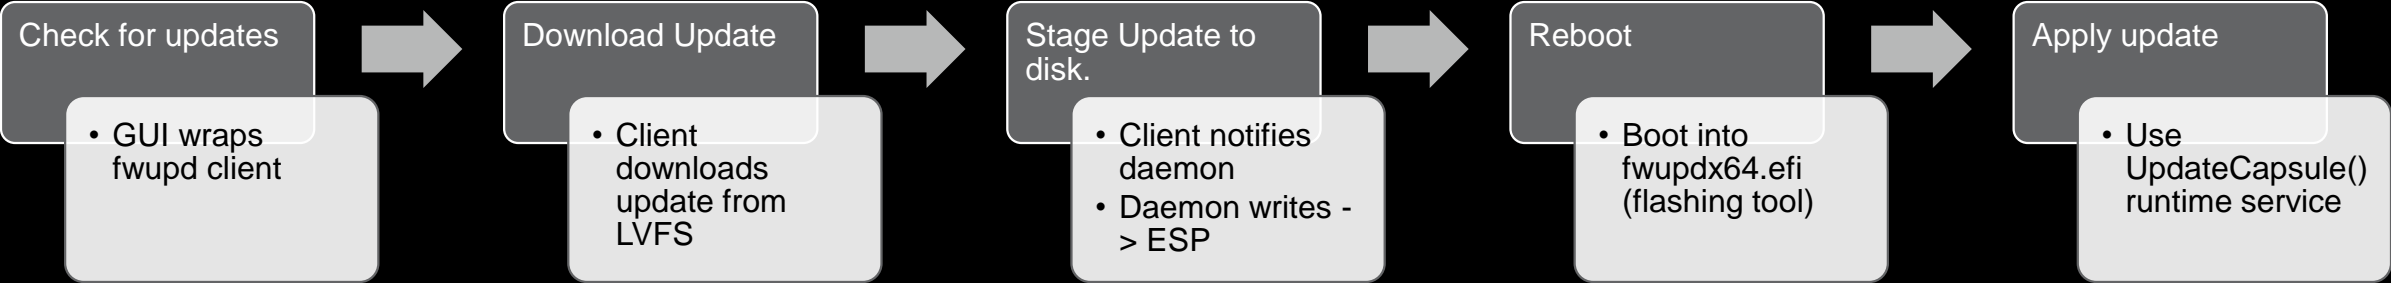 Check for updates
• GUI wraps
fwupd client
Download Update
• Client
downloads
update from
LVFS
Stage Update to
disk.
• Client notifies
daemon
• Daemon writes -
> ESP
Reboot
• Boot into
fwupdx64.efi
(flashing tool)
Apply update
• Use
UpdateCapsule()
runtime service